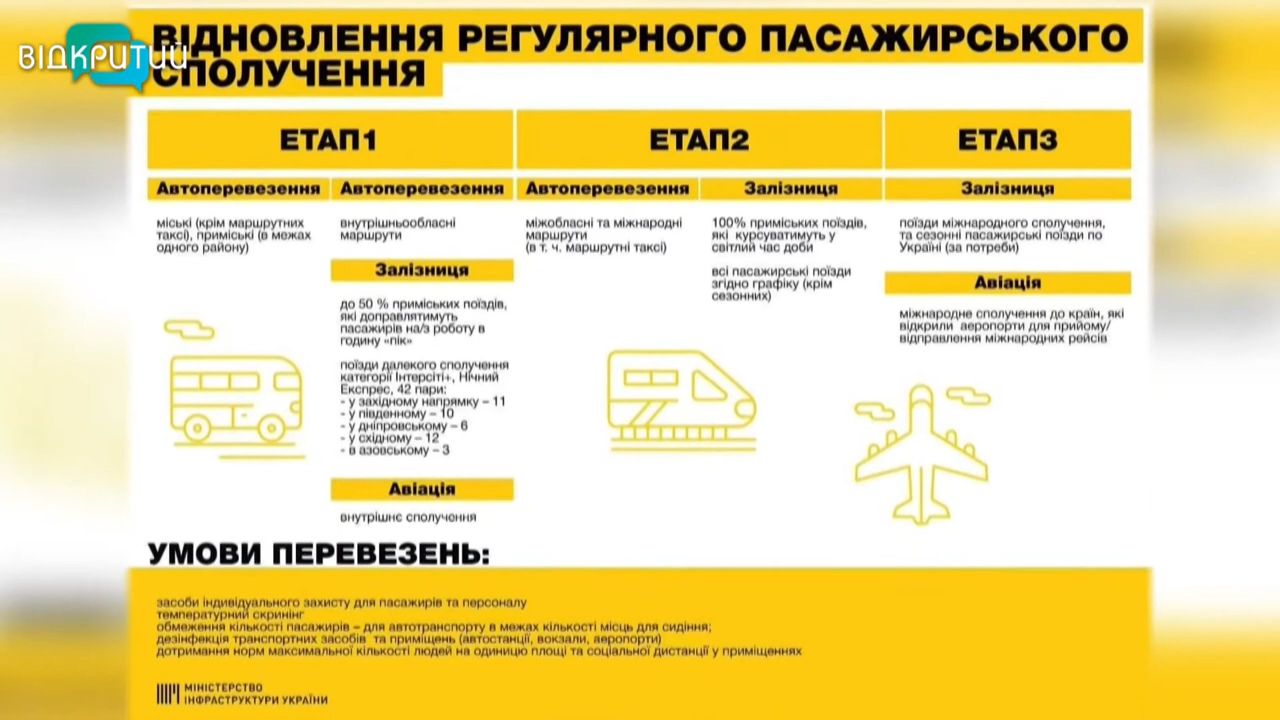 ВІДКРИТИЙ
ВІДНОВЛЕННЯ РЕГУЛЯРНОГО ПАСАЖИРСЬКОГО
СПОЛУЧЕННЯ
ЕТАП1
ЕТАП2
ЕТАП3
Автоперевезення
міські (крім маршрутних
таксі), приміські (в межах
одного району)
Автоперевезення
внутрішньообласні
маршрути
Залізниця
до 50 % приміських поїздів,
які доправлятимуть
пасажирів на/з роботу в
годину «пік»
поїзди далекого сполучення
категорії Інтерсіті+, Нічний
Експрес, 42 пари:
- у західному напрямку – 11
- у південному – 10
- у дніпровському – 6
- у східному – 12
- в азовському – 3
Авіація
внутрішнє сполучення
Автоперевезення
міжобласні та міжнародні
маршрути
(в т. ч. маршрутні таксі)
Залізниця
100% приміських поїздів,
які курсуватимуть у
світлий час доби
всі пасажирські поїзди
згідно графіку (крім
сезонних)
Залізниця
поїзди міжнародного сполучення,
та сезонні пасажирські поїзди по
Україні (за потреби)
Авіація
міжнародне сполучення до країн, які
відкрили аеропорти для прийому/
відправлення міжнародних рейсів
УМОВИ ПЕРЕВЕЗЕНЬ:
засоби індивідуального захисту для пасажирів та персоналу
температурний скринінг
обмеження кількості пасажирів – для автотранспорту в межах кількості місць для сидіння;
дезінфекція транспортних засобів та приміщень (автостанції, вокзали, аеропорти)
дотримання норм максимальної кількості людей на одиницю площі та соціальної дистанції у приміщеннях
МІНІСТЕРСТВО
ІНФРАСТРУКТУРИ УКРАЇНИ